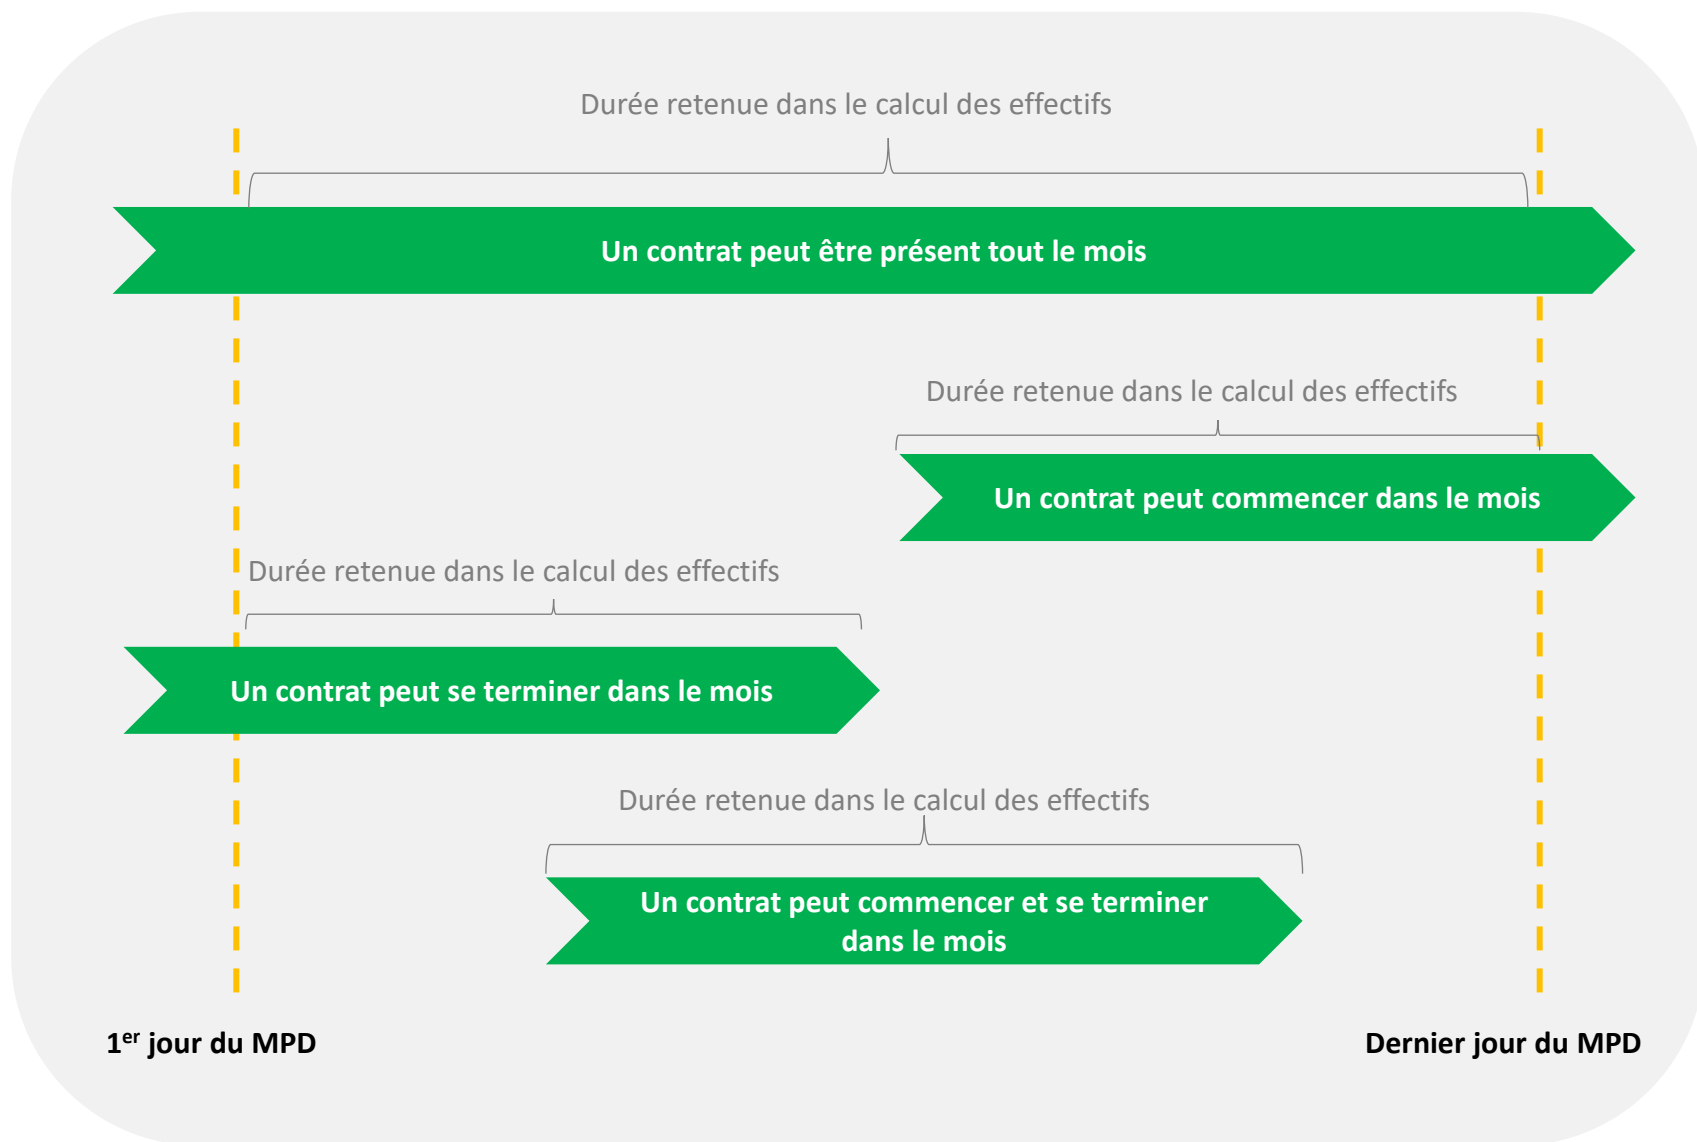 Durée retenue dans le calcul des effectifs
Un contrat peut être présent tout le mois
Durée retenue dans le calcul des effectifs
Un contrat peut commencer dans le mois
Durée retenue dans le calcul des effectifs
Un contrat peut se terminer dans le mois
Durée retenue dans le calcul des effectifs
Un contrat peut commencer et se terminer
dans le mois
1er jour du MPD
Dernier jour du MPD